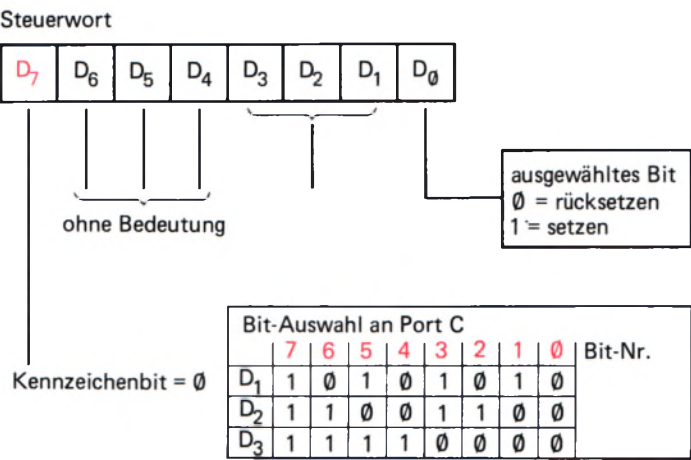 Steuerwort
D7 D6 D5 D4 D3 D2 D1 DØ
ausgewähltes Bit
Ø = rücksetzen
1 = setzen
ohne Bedeutung
Bit-Auswahl an Port C
7 6 5 4 3 2 1 Ø Bit-Nr.
Kennzeichenbit = Ø
D1 1 Ø 1 Ø 1 Ø 1 Ø
D2 1 1 Ø Ø 1 1 Ø Ø
D3 1 1 1 1 Ø Ø Ø Ø